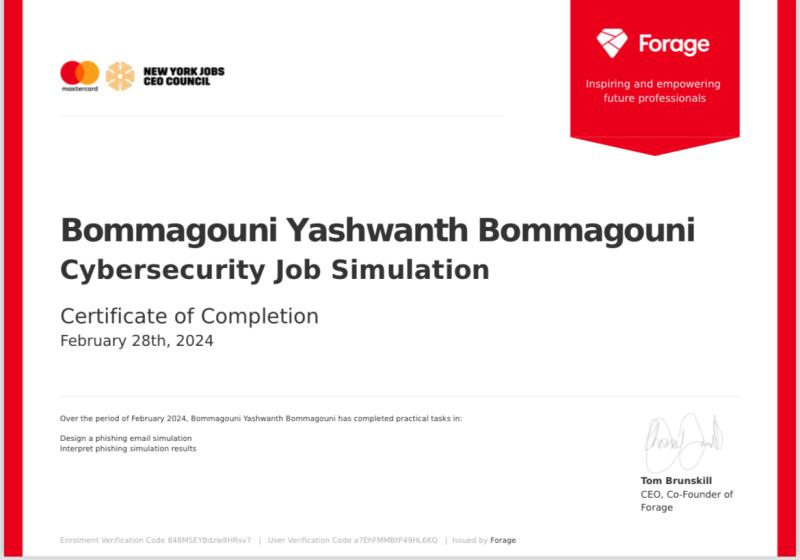 mastercard
NEW YORK JOBS
CEO COUNCIL
Forage
Inspiring and empowering
future professionals
Bommagouni Yashwanth Bommagouni
Cybersecurity Job Simulation
Certificate of Completion
February 28th, 2024
Over the period of February 2024, Bommagouni Yashwanth Bommagouni has completed practical tasks in:
Design a phishing email simulation
Interpret phishing simulation results
Tom Brunskill
CEO, Co-Founder of
Forage
Enrolment Verification Code 848MSEYBdzw8HRsv7 | User Verification Code a7EhFMMBtP49HL6KQ | Issued by Forage